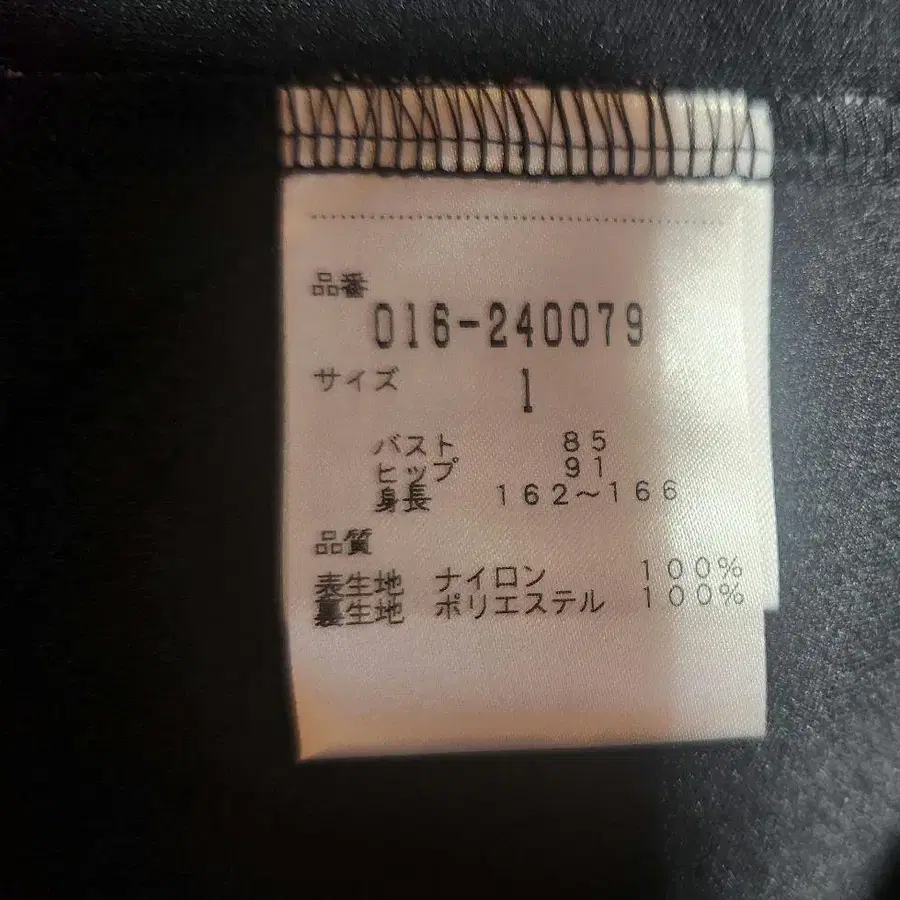 品番
016-240079
サイズ 1
バスト 85
ヒップ 91
身長 162〜166
品質
表生地 ナイロン 100%
裏生地 ポリエステル 100%